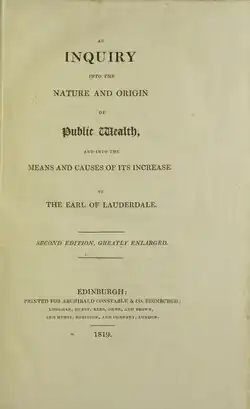 AN
INQUIRY
INTO THE
NATURE AND ORIGIN
OF
Public Wealth,
AND INTO THE
MEANS AND CAUSES OF ITS INCREASE
BY
THE EARL OF LAUDERDALE.
SECOND EDITION, GREATLY ENLARGED.
EDINBURGH:
PRINTED FOR ARCHIBALD CONSTABLE & CO. EDINBURGH;
LONGMAN, HURST, REES, ORME, AND BROWN,
AND HURST, ROBINSON, AND COMPANY, LONDON.
1819.